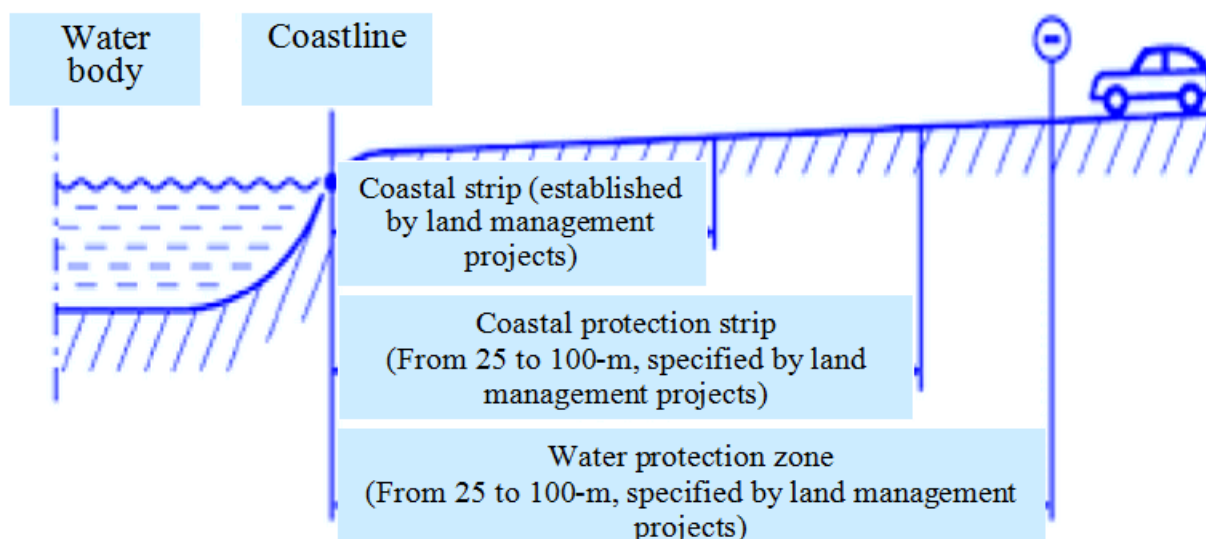 Water
body
Coastline
Coastal strip (established
by land management
projects)
Coastal protection strip
(From 25 to 100-m, specified by land
management projects)
Water protection zone
(From 25 to 100-m, specified by land management
projects)